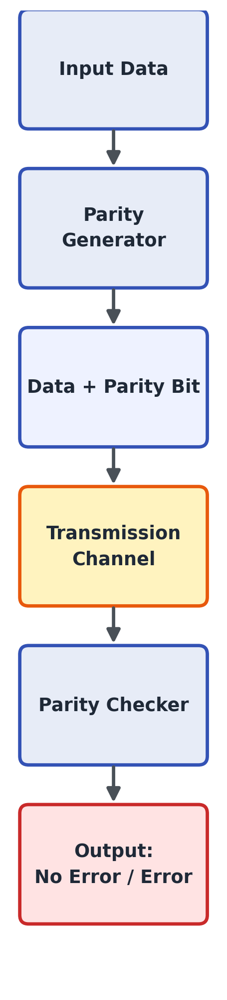 Input Data
Parity
Generator
Data + Parity Bit
Transmission
Channel
Parity Checker
Output:
No Error / Error